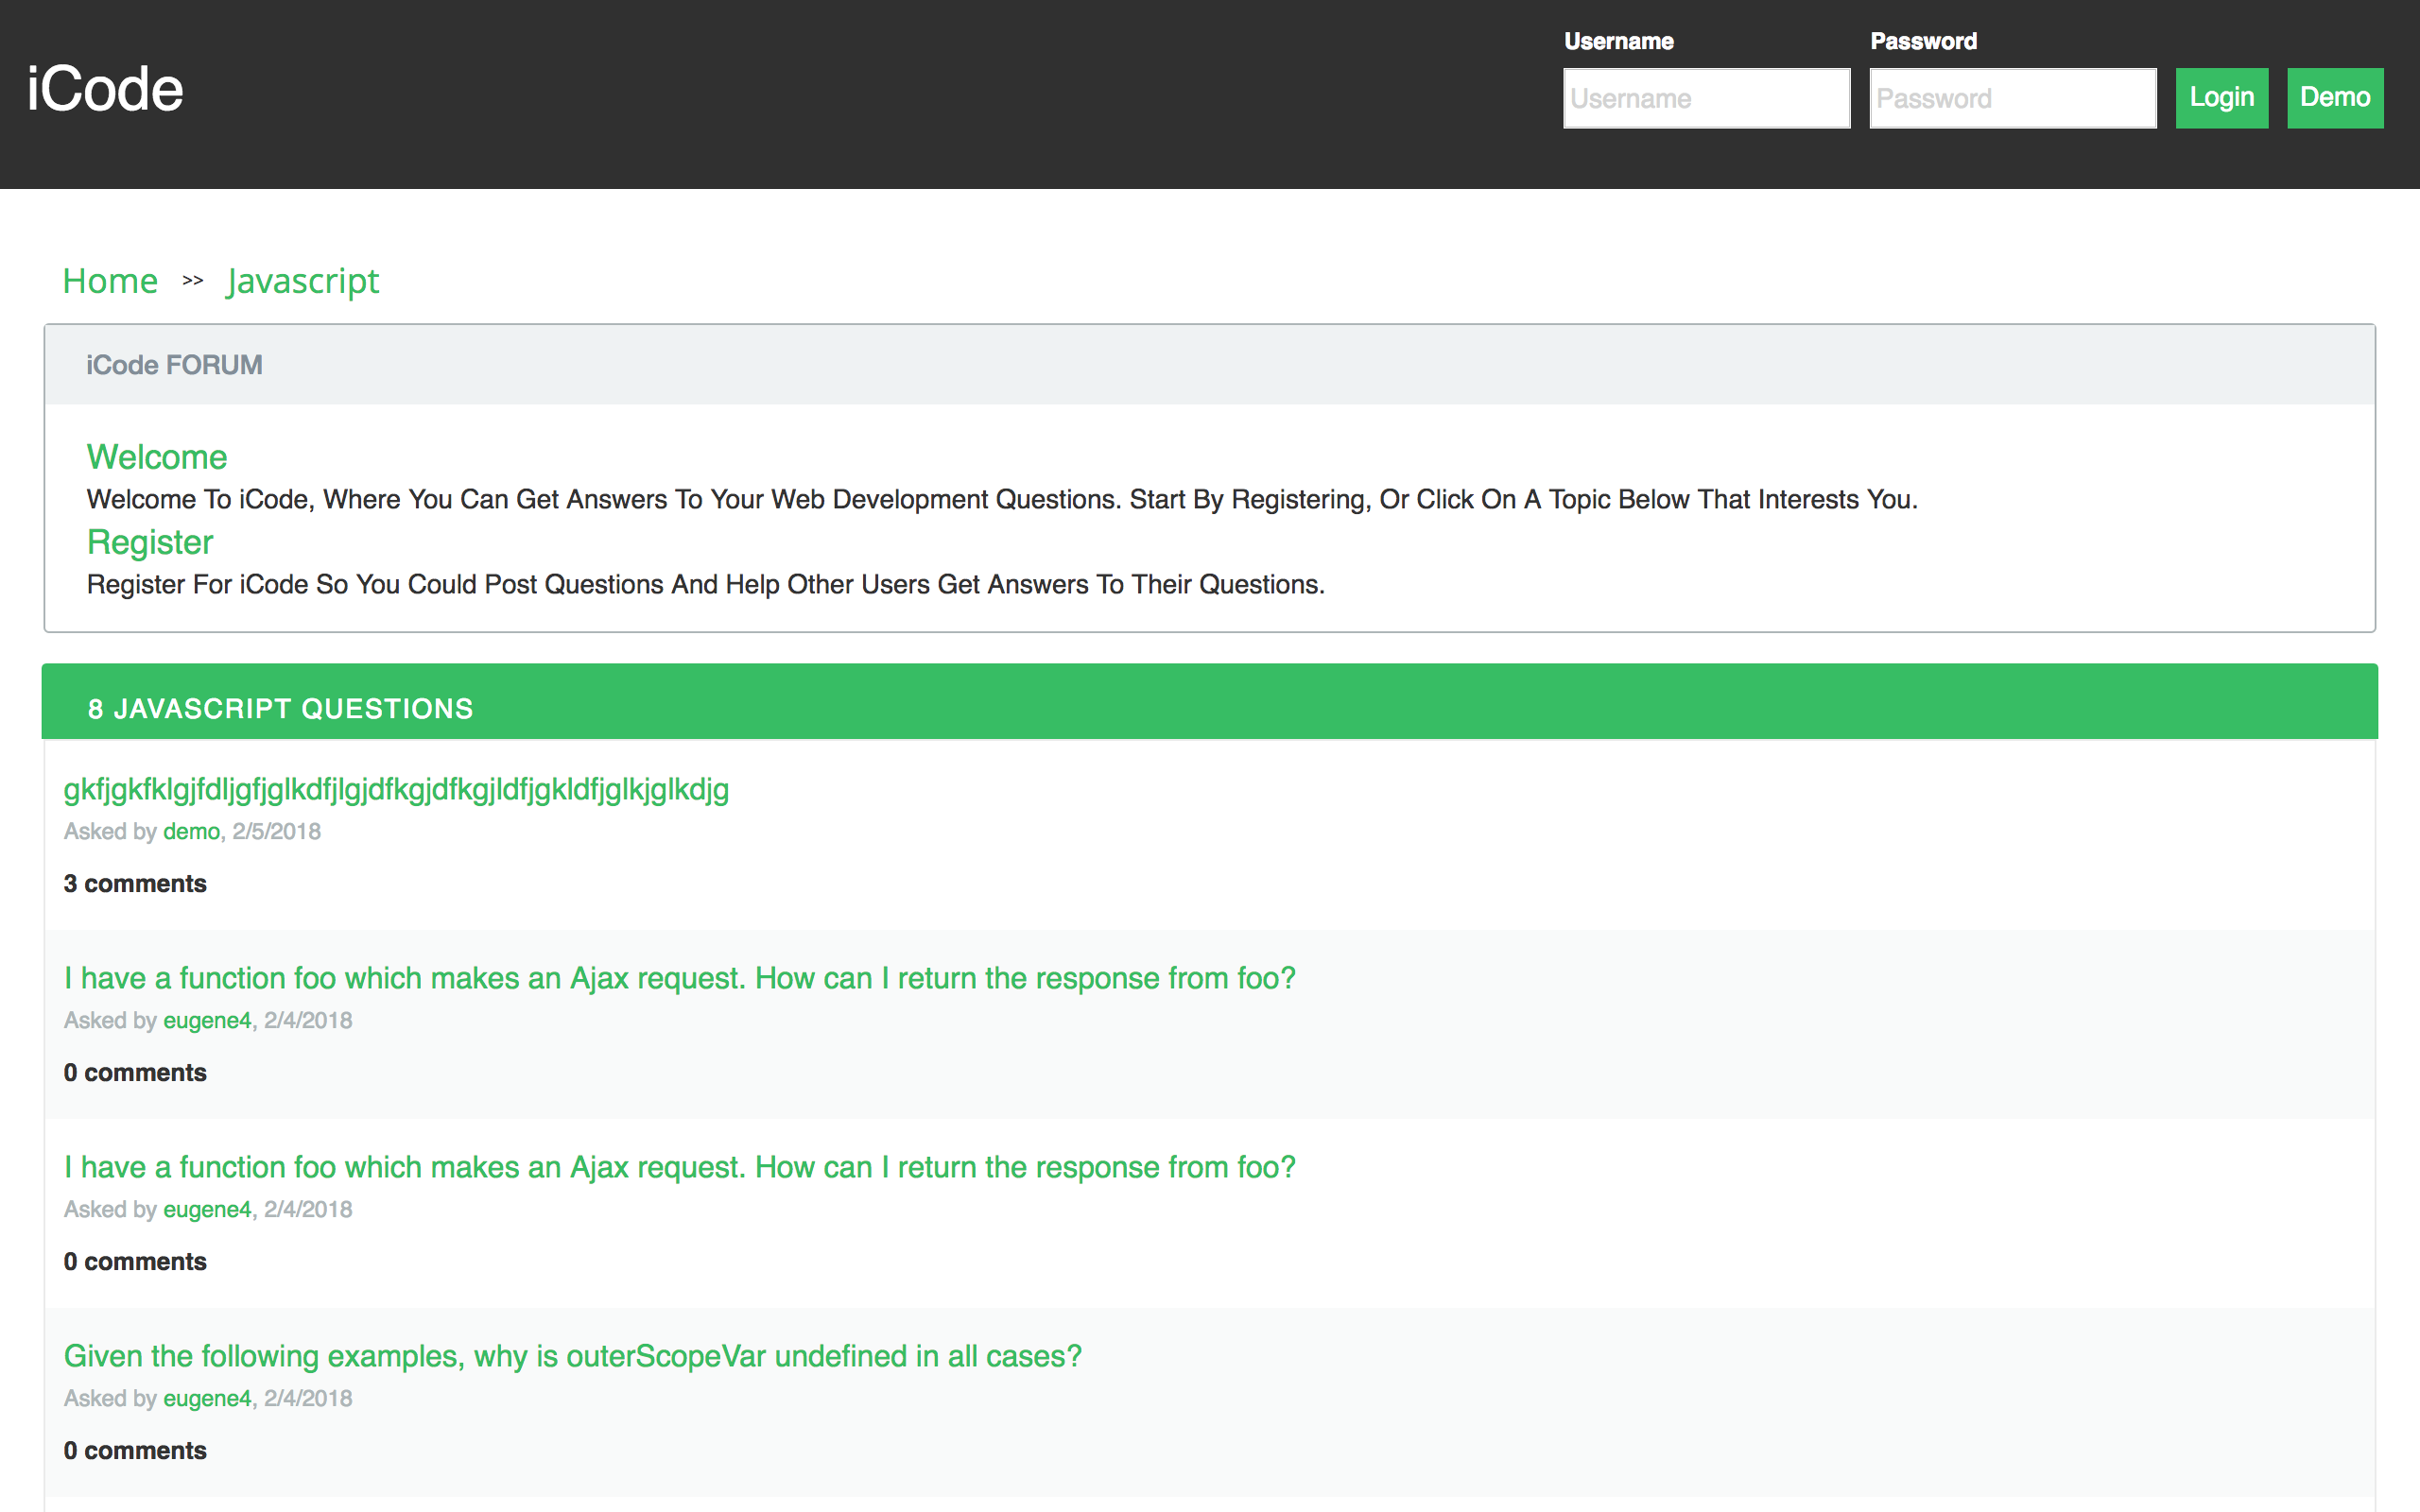 iCode
Username
Password
Username
Password
Login
Demo
Home >> Javascript
iCode FORUM
Welcome
Welcome To iCode, Where You Can Get Answers To Your Web Development Questions. Start By Registering, Or Click On A Topic Below That Interests You.
Register
Register For iCode So You Could Post Questions And Help Other Users Get Answers To Their Questions.
8 JAVASCRIPT QUESTIONS
gkfjgkfklgjfdljgfjglkdfjlgjdfkgjdfkgjldfjgkldfjglkjglkdjg
Asked by demo, 2/5/2018
3 comments
I have a function foo which makes an Ajax request. How can I return the response from foo?
Asked by eugene4, 2/4/2018
0 comments
I have a function foo which makes an Ajax request. How can I return the response from foo?
Asked by eugene4, 2/4/2018
0 comments
Given the following examples, why is outerScopeVar undefined in all cases?
Asked by eugene4, 2/4/2018
0 comments